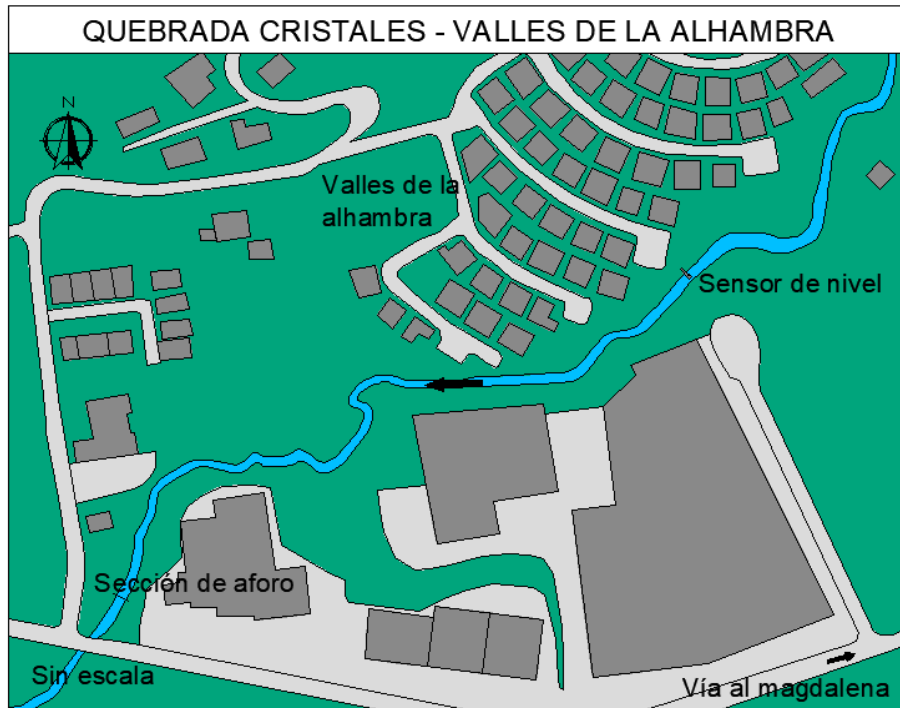 QUEBRADA CRISTALES - VALLES DE LA ALHAMBRA
N
Valles de la
alhambra
Sensor de nivel
Sección de aforo
Sin escala
Vía al magdalena